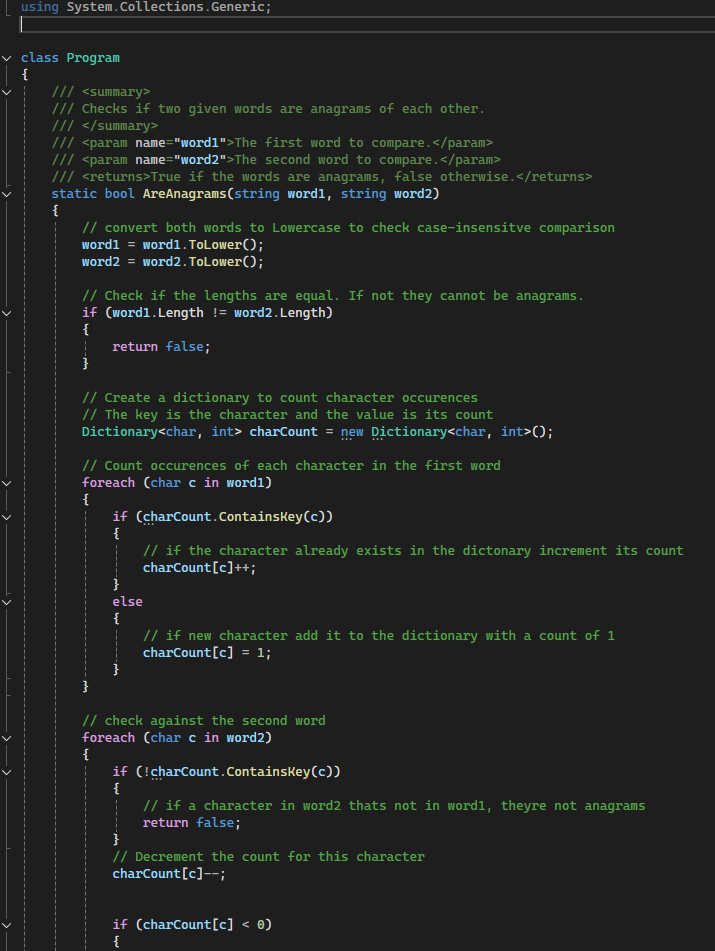 using System.Collections.Generic;
class Program
{
/// <summary>
/// Checks if two given words are anagrams of each other.
/// </summary>
/// <param name="word1">The first word to compare.</param>
/// <param name="word2">The second word to compare.</param>
/// <returns>True if the words are anagrams, false otherwise.</returns>
static bool AreAnagrams(string word1, string word2)
{
// convert both words to Lowercase to check case-insensitve comparison
word1 = word1.ToLower();
word2 = word2.ToLower();
// Check if the lengths are equal. If not they cannot be anagrams.
if (word1.Length != word2.Length)
{
return false;
}
// Create a dictionary to count character occurences
// The key is the character and the value is its count
Dictionary<char, int> charCount = new Dictionary<char, int>();
// Count occurences of each character in the first word
foreach (char c in word1)
{
if (charCount.ContainsKey(c))
{
// if the character already exists in the dictonary increment its count
charCount[c]++;
}
else
{
// if new character add it to the dictionary with a count of 1
charCount[c] = 1;
}
}
// check against the second word
foreach (char c in word2)
{
if (!charCount.ContainsKey(c))
{
// if a character in word2 thats not in word1, theyre not anagrams
return false;
}
// Decrement the count for this character
charCount[c]--;
if (charCount[c] < 0)
{